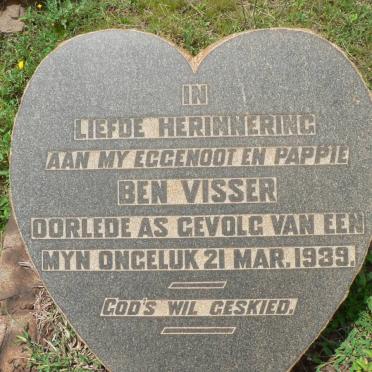 IN
LIEFDE HERINNERING
AAN MY EGGENOOT EN PAPPIE
BEN VISSER
OORLEDE AS GEVOLG VAN EEN
MYN ONGELUK 21 MAR. 1939.
GOD'S WIL GESKIED.